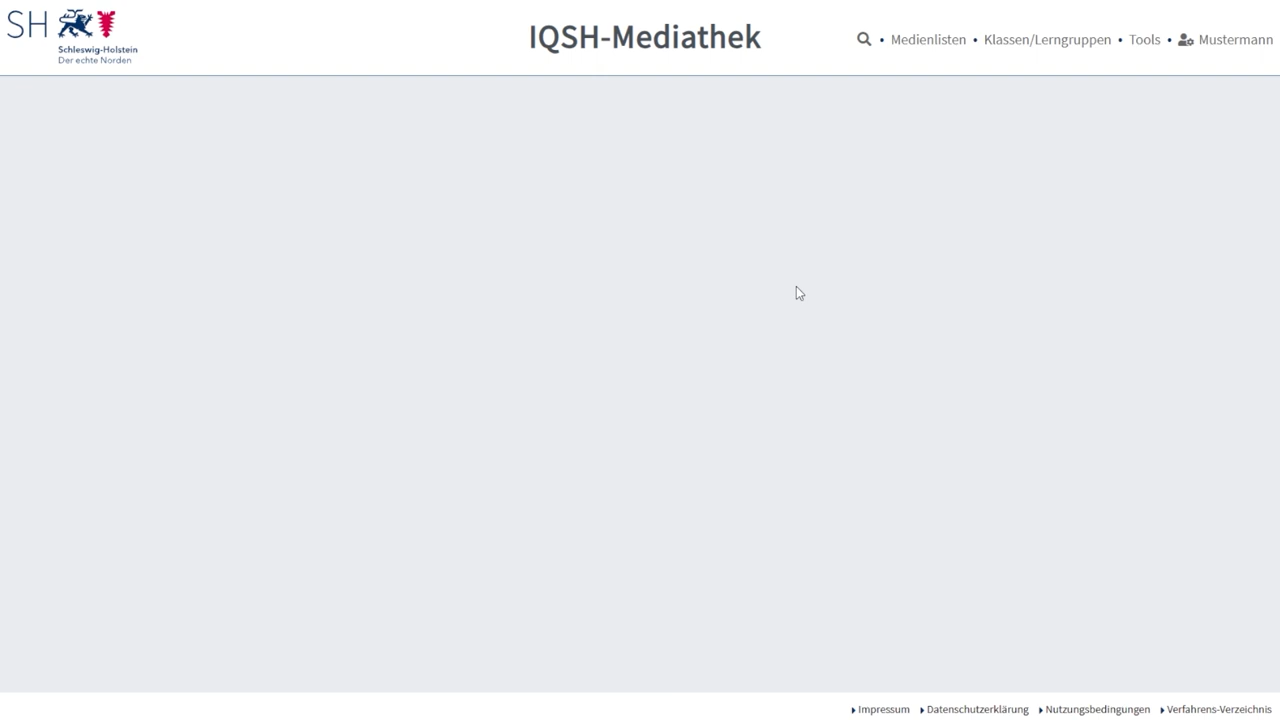 SH
Schleswig-Holstein
Der echte Norden
IQSH-Mediathek
• Medienlisten • Klassen/Lerngruppen • Tools • Mustermann
Impressum Datenschutzerklärung Nutzungsbedingungen Verfahrens-Verzeichnis